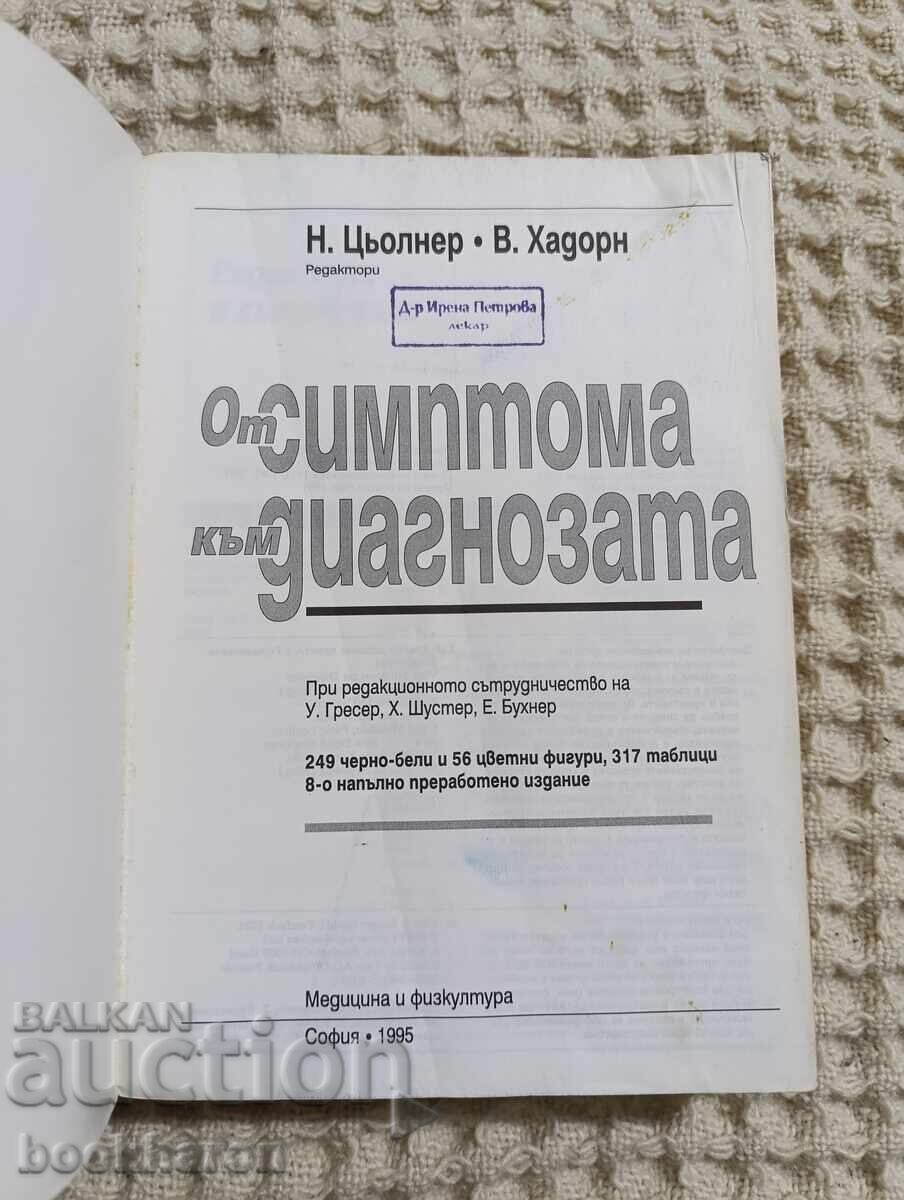 Н. Цьолнер • В. Хадорн
Редактори
Д-р Ирена Петрова
лекар
От симптома
към диагнозата
При редакционното сътрудничество на
У. Гресер, Х. Шустер, Е. Бухнер
249 черно-бели и 56 цветни фигури, 317 таблици
8-о напълно преработено издание
Медицина и физкултура
София • 1995
BALKAN
auction
bookharon